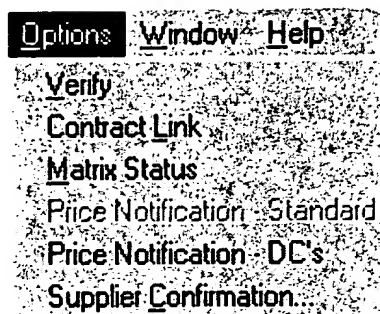 Options Window Help
Verify
Contract Link
Matrix Status
Price Notification - Standard
Price Notification - DC's
Supplier Confirmation...